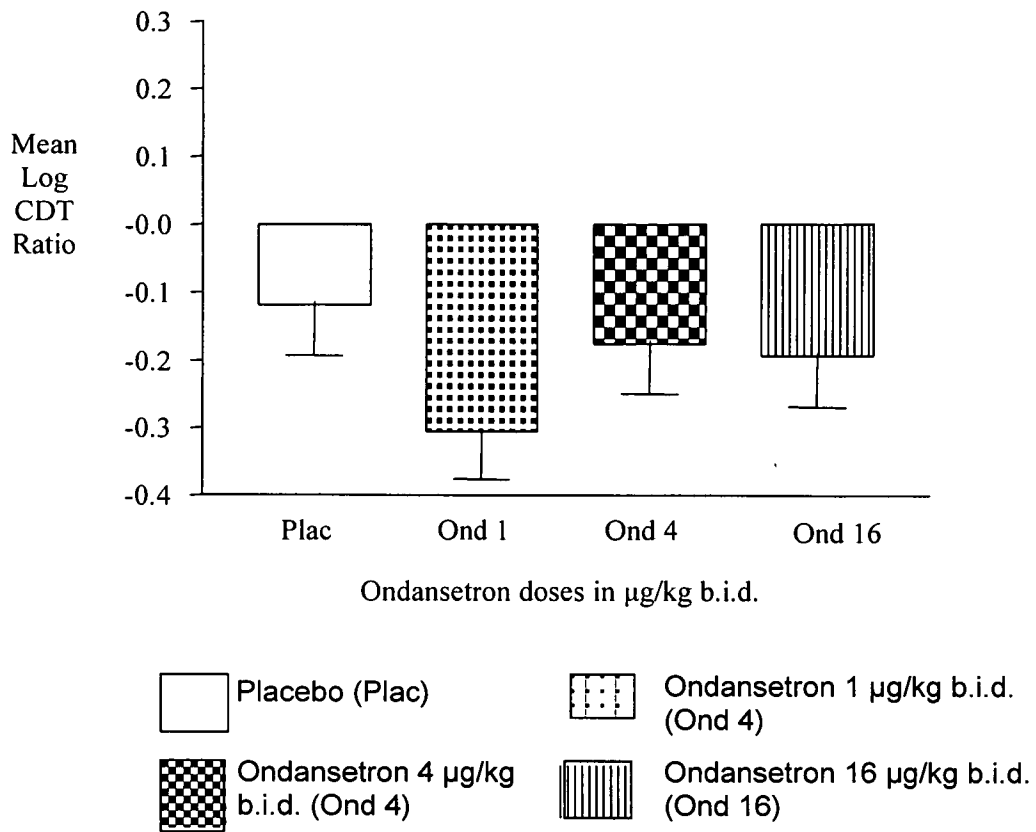 0.3
0.2
0.1
-0.0
-0.1
-0.2
-0.3
-0.4
Mean
Log
CDT
Ratio
Plac
Ond 1
Ond 4
Ond 16
Ondansetron doses in µg/kg b.i.d.
Placebo (Plac)
Ondansetron 1 µg/kg b.i.d.
(Ond 4)
Ondansetron 4 µg/kg
b.i.d. (Ond 4)
Ondansetron 16 µg/kg b.i.d.
(Ond 16)